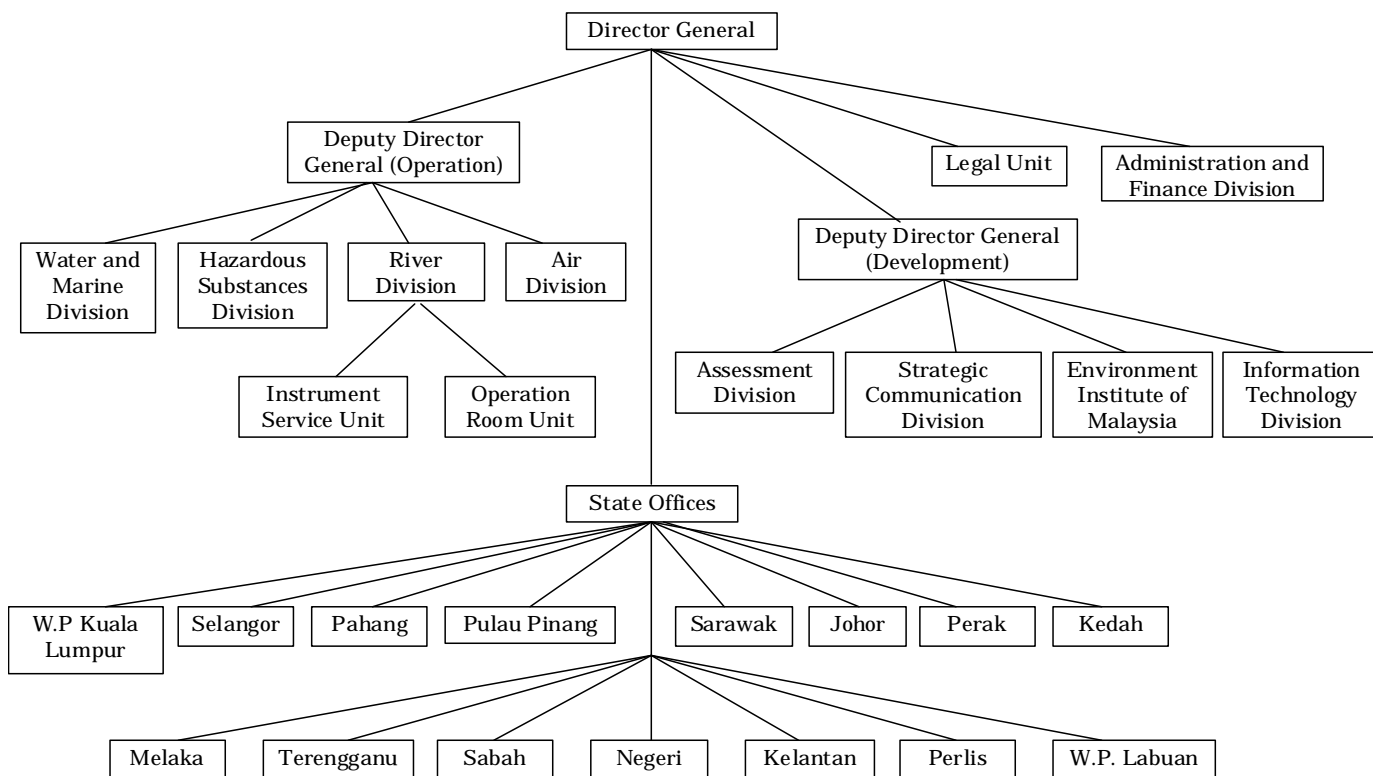 Director General
Deputy Director
General (Operation)
Legal Unit
Administration and
Finance Division
Deputy Director General
(Development)
Water and
Marine
Division
Hazardous
Substances
Division
River
Division
Air
Division
Instrument
Service Unit
Operation
Room Unit
Assessment
Division
Strategic
Communication
Division
Environment
Institute of
Malaysia
Information
Technology
Division
State Offices
W.P Kuala
Lumpur
Selangor
Pahang
Pulau Pinang
Sarawak
Johor
Perak
Kedah
Melaka
Terengganu
Sabah
Negeri
Kelantan
Perlis
W.P. Labuan